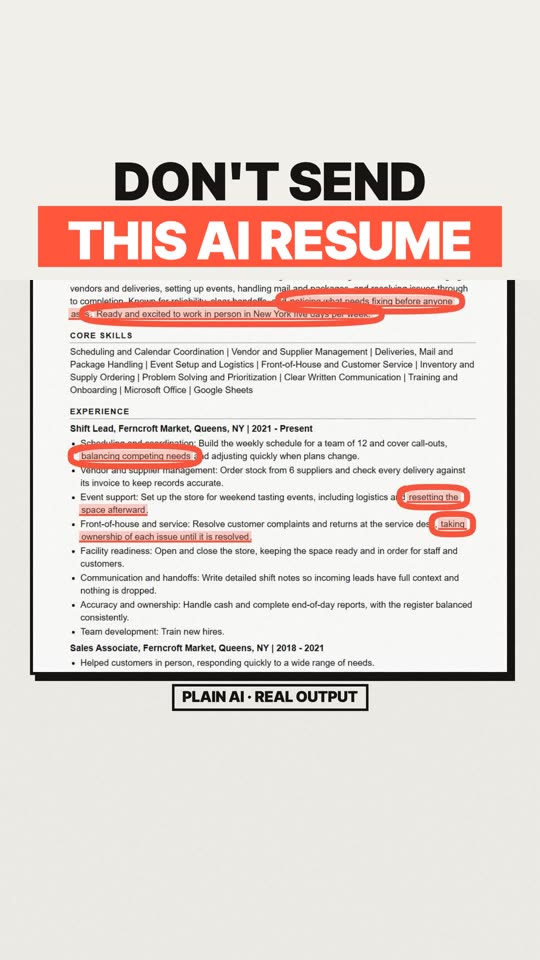 DON'T SEND
THIS AI RESUME
vendors and deliveries, setting up events, handling mail and packages, and resolving issues through
to completion. Known for reliability, clear handoffs, noticing what needs fixing before anyone
asks. Ready and excited to work in person in New York five days per week.
CORE SKILLS
Scheduling and Calendar Coordination | Vendor and Supplier Management | Deliveries, Mail and
Package Handling | Event Setup and Logistics | Front-of-House and Customer Service | Inventory and
Supply Ordering | Problem Solving and Prioritization | Clear Written Communication | Training and
Onboarding | Microsoft Office | Google Sheets
EXPERIENCE
Shift Lead, Ferncroft Market, Queens, NY | 2021 - Present
• Scheduling and coordination: Build the weekly schedule for a team of 12 and cover call-outs,
balancing competing needs and adjusting quickly when plans change.
• Vendor and supplier management: Order stock from 6 suppliers and check every delivery against
its invoice to keep records accurate.
• Event support: Set up the store for weekend tasting events, including logistics and resetting the
space afterward.
• Front-of-house and service: Resolve customer complaints and returns at the service desk, taking
ownership of each issue until it is resolved.
• Facility readiness: Open and close the store, keeping the space ready and in order for staff and
customers.
• Communication and handoffs: Write detailed shift notes so incoming leads have full context and
nothing is dropped.
• Accuracy and ownership: Handle cash and complete end-of-day reports, with the register balanced
consistently.
• Team development: Train new hires.
Sales Associate, Ferncroft Market, Queens, NY | 2018 - 2021
• Helped customers in person, responding quickly to a wide range of needs.
PLAIN AI · REAL OUTPUT